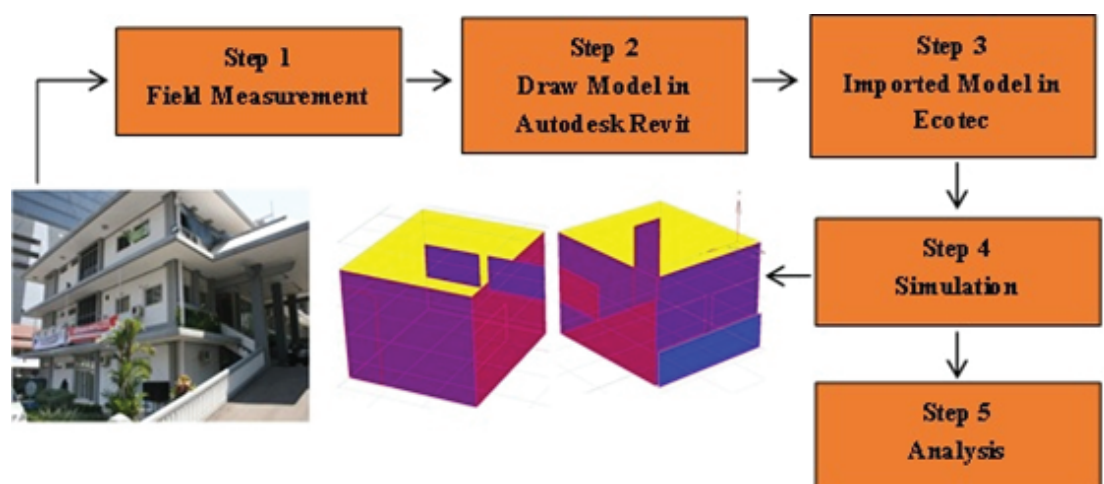 Step 1
Field Measurement
Step 2
Draw Model in
Autodesk Revit
Step 3
Imported Model in
Ecotec
Step 4
Simulation
Step 5
Analysis